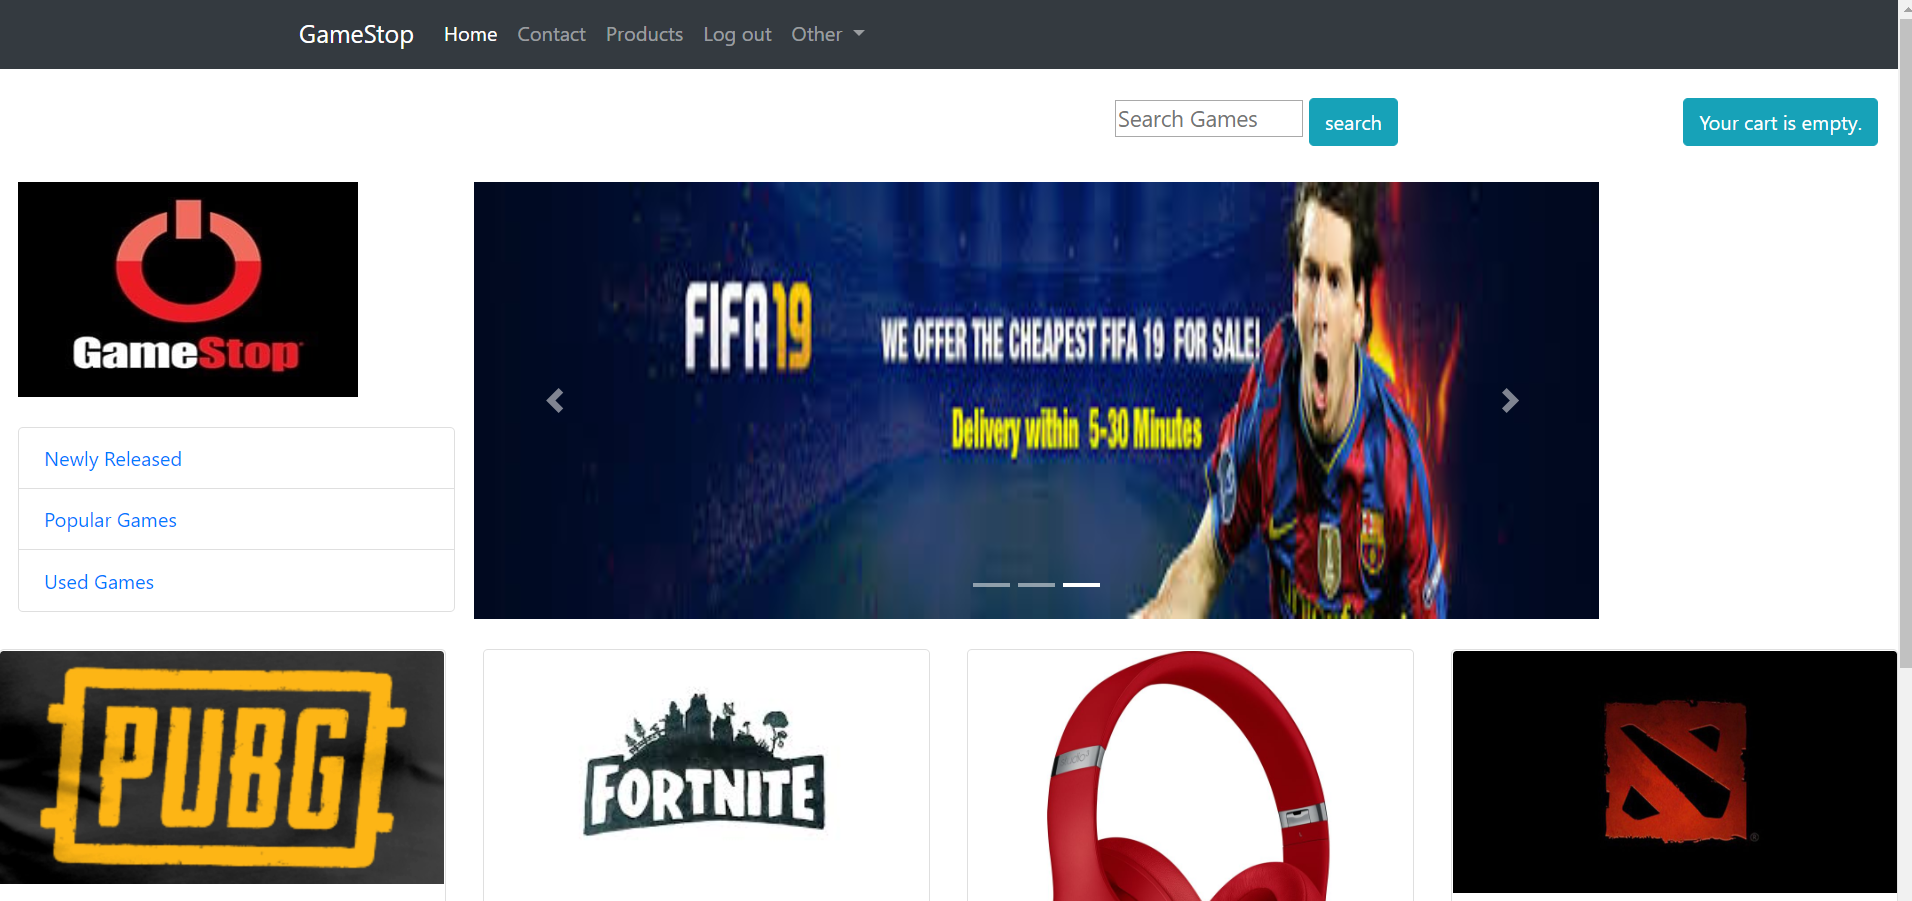 GameStop Home Contact Products Log out Other
Search Games search Your cart is empty.
GameStop
Newly Released
Popular Games
Used Games
FIFA19
WE OFFER THE CHEAPEST FIFA 19 FOR SALE!
Delivery within 5-30 Minutes
PUBG
FORTNITE